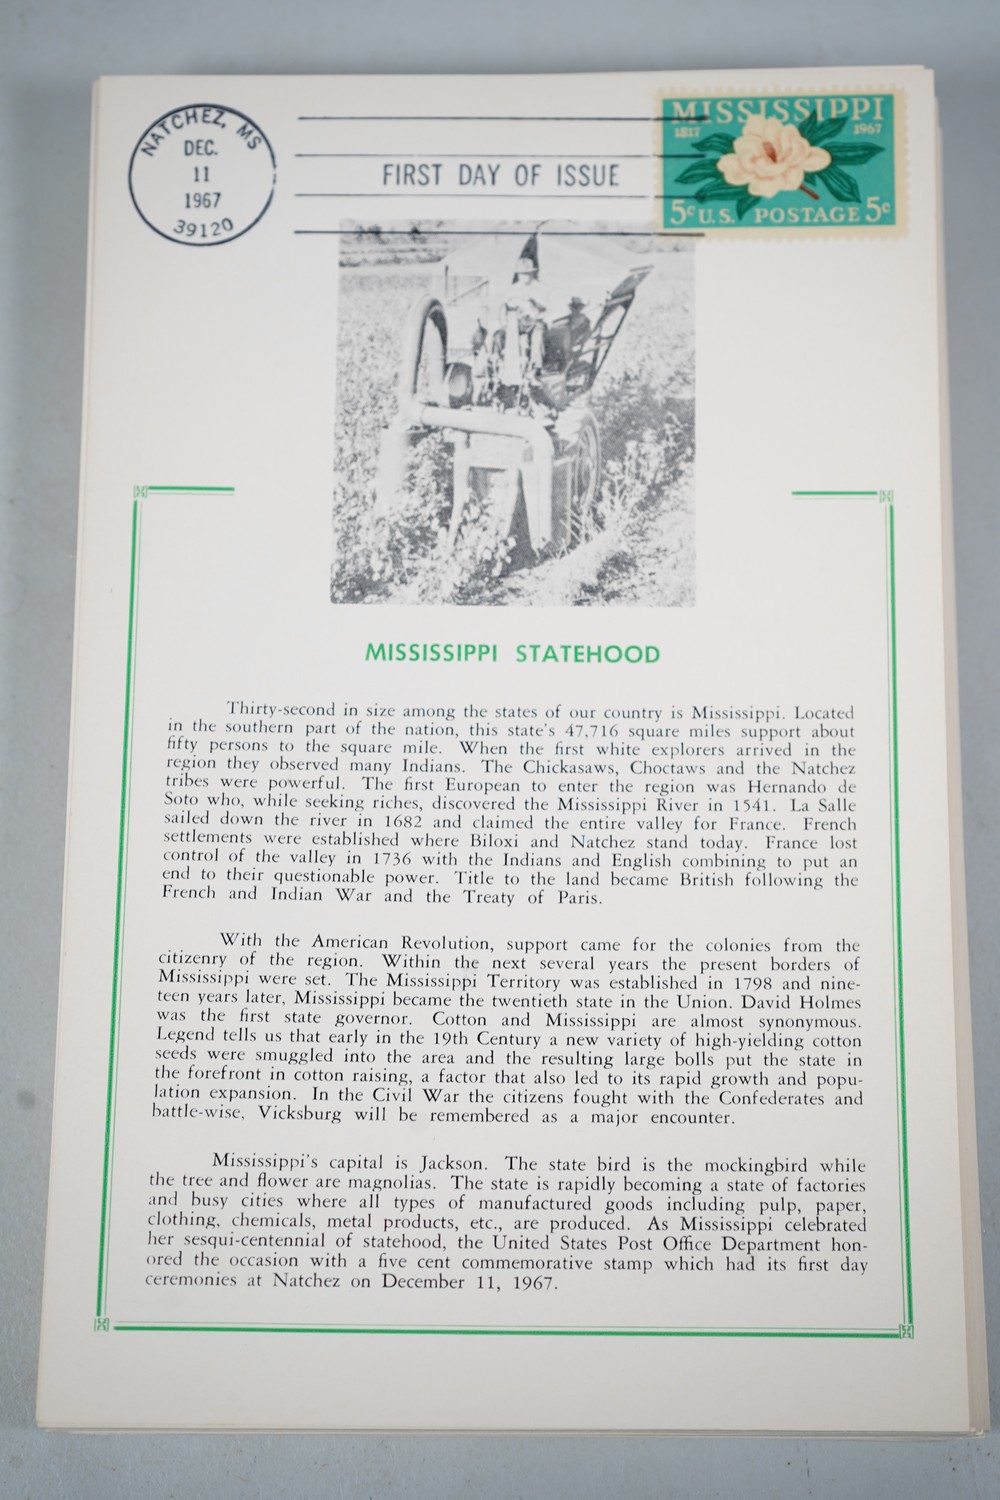 NATCHEZ, MS
DEC.
11
1967
39120
FIRST DAY OF ISSUE
MISSISSIPPI
1817 1967
5c U.S. POSTAGE 5c
MISSISSIPPI STATEHOOD
Thirty-second in size among the states of our country is Mississippi. Located
in the southern part of the nation, this state's 47,716 square miles support about
fifty persons to the square mile. When the first white explorers arrived in the
region they observed many Indians. The Chickasaws, Choctaws and the Natchez
tribes were powerful. The first European to enter the region was Hernando de
Soto who, while seeking riches, discovered the Mississippi River in 1541. La Salle
sailed down the river in 1682 and claimed the entire valley for France. French
settlements were established where Biloxi and Natchez stand today. France lost
control of the valley in 1736 with the Indians and English combining to put an
end to their questionable power. Title to the land became British following the
French and Indian War and the Treaty of Paris.
With the American Revolution, support came for the colonies from the
citizenry of the region. Within the next several years the present borders of
Mississippi were set. The Mississippi Territory was established in 1798 and nine-
teen years later, Mississippi became the twentieth state in the Union. David Holmes
was the first state governor. Cotton and Mississippi are almost synonymous.
Legend tells us that early in the 19th Century a new variety of high-yielding cotton
seeds were smuggled into the area and the resulting large bolls put the state in
the forefront in cotton raising, a factor that also led to its rapid growth and popu-
lation expansion. In the Civil War the citizens fought with the Confederates and
battle-wise, Vicksburg will be remembered as a major encounter.
Mississippi's capital is Jackson. The state bird is the mockingbird while
the tree and flower are magnolias. The state is rapidly becoming a state of factories
and busy cities where all types of manufactured goods including pulp, paper,
clothing, chemicals, metal products, etc., are produced. As Mississippi celebrated
her sesqui-centennial of statehood, the United States Post Office Department hon-
ored the occasion with a five cent commemorative stamp which had its first day
ceremonies at Natchez on December 11, 1967.